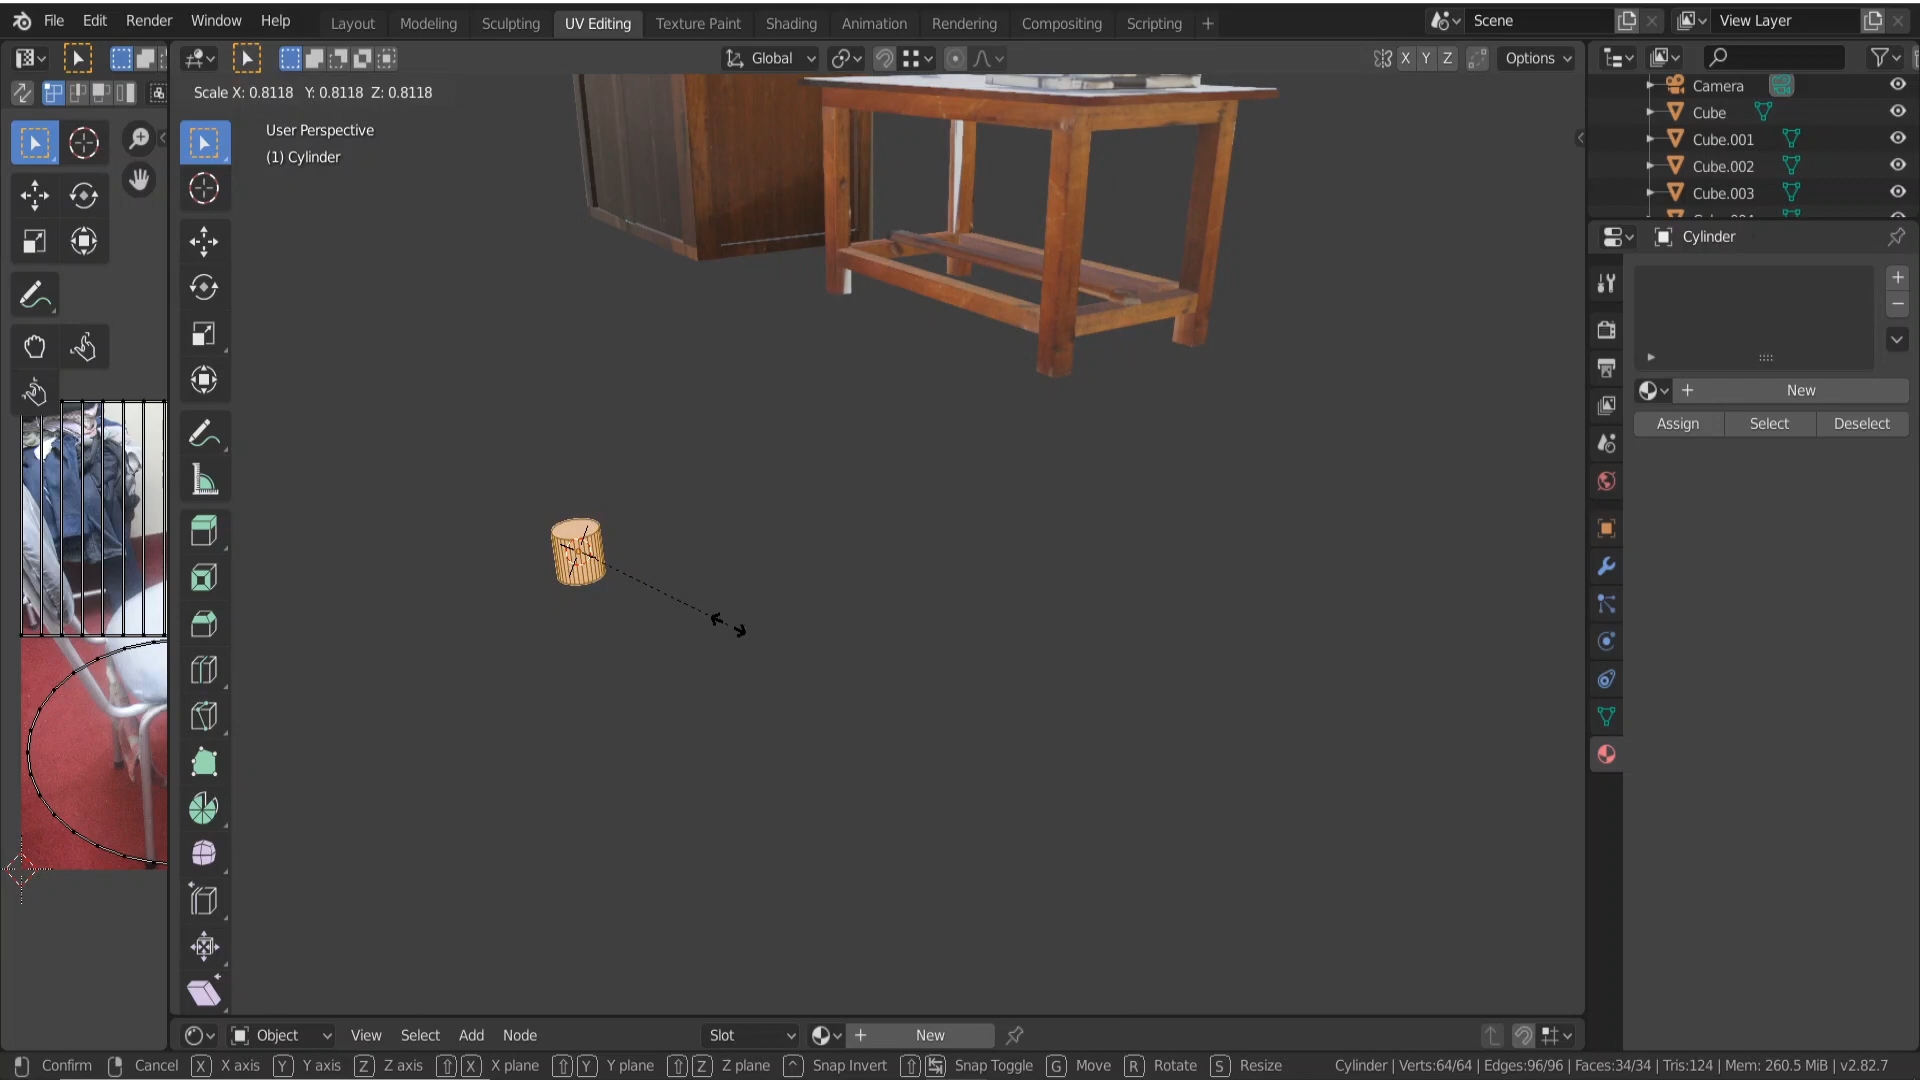 File Edit Render Window Help Layout Modeling Sculpting UV Editing Texture Paint Shading Animation Rendering Compositing Scripting + Scene View Layer
Global X Y Z Options
Scale X: 0.8118 Y: 0.8118 Z: 0.8118
User Perspective
(1) Cylinder
Camera
Cube
Cube.001
Cube.002
Cube.003
Cylinder
New
Assign Select Deselect
Object View Select Add Node Slot New
Confirm Cancel X X axis Y Y axis Z Z axis X X plane Y Y plane Z Z plane Snap Invert Snap Toggle G Move R Rotate S Resize Cylinder | Verts:64/64 | Edges:96/96 | Faces:34/34 | Tris:124 | Mem: 260.5 MiB | v2.82.7